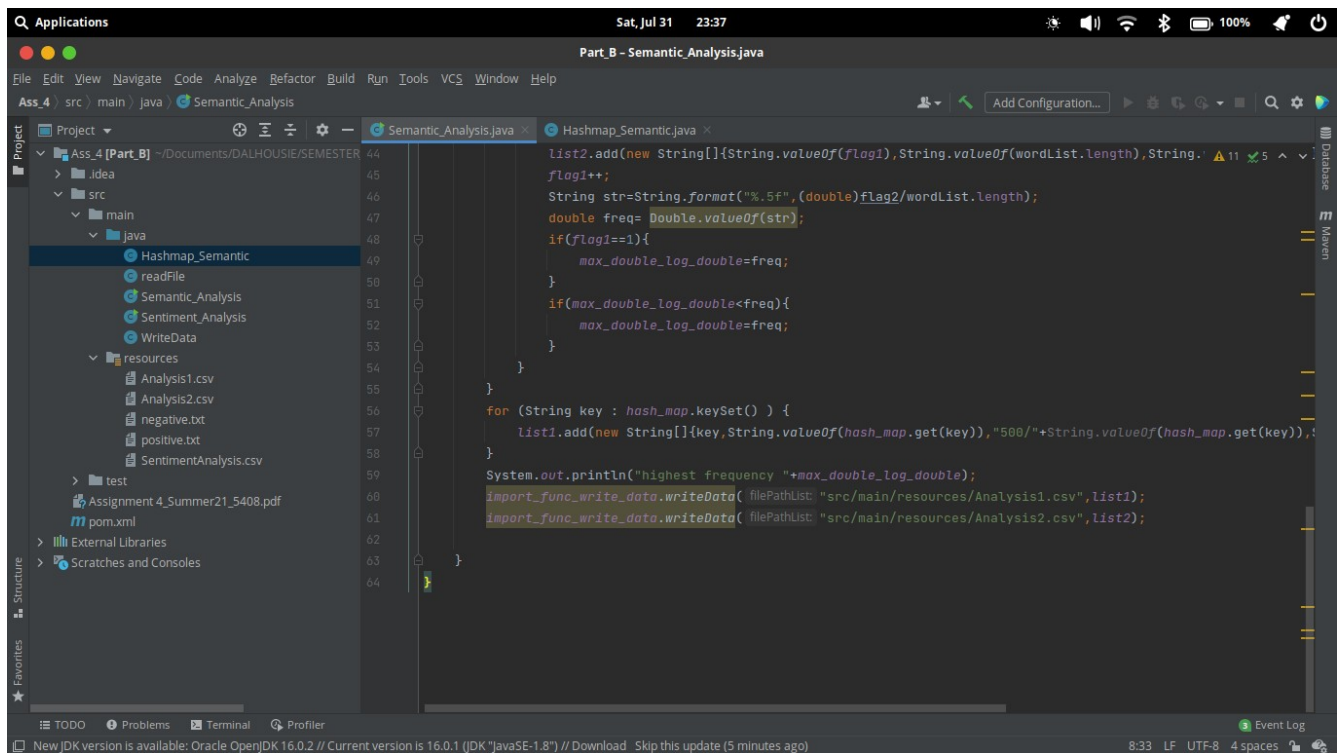 Applications Sat, Jul 31 23:37 100%
Part_B – Semantic_Analysis.java
File Edit View Navigate Code Analyze Refactor Build Run Tools VCS Window Help
Ass_4 src main java Semantic_Analysis Add Configuration...
Project Semantic_Analysis.java Hashmap_Semantic.java
Ass_4 [Part_B] ~/Documents/DALHOUSIE/SEMESTER 44 list2.add(new String[]{String.valueOf(flag1),String.valueOf(wordList.length),String. 11 5
.idea 45 flag1++;
src 46 String str=String.format("%.5f",(double)flag2/wordList.length);
main 47 double freq= Double.valueOf(str);
java 48 if(flag1==1){
Hashmap_Semantic 49 max_double_log_double=freq;
readFile 50 }
Semantic_Analysis 51 if(max_double_log_double<freq){
Sentiment_Analysis 52 max_double_log_double=freq;
WriteData 53 }
resources 54 }
Analysis1.csv 55 }
Analysis2.csv 56 for (String key : hash_map.keySet() ) {
negative.txt 57 list1.add(new String[]{key,String.valueOf(hash_map.get(key)),"500/"+String.valueOf(hash_map.get(key)),
positive.txt 58 }
SentimentAnalysis.csv 59 System.out.println("highest frequency "+max_double_log_double);
test 60 import_func_write_data.writeData( filePathList: "src/main/resources/Analysis1.csv",list1);
Assignment 4_Summer21_5408.pdf 61 import_func_write_data.writeData( filePathList: "src/main/resources/Analysis2.csv",list2);
pom.xml 62
External Libraries 63 }
Scratches and Consoles 64 }
Project
Structure
Favorites
Database
m Maven
TODO Problems Terminal Profiler 3 Event Log
New JDK version is available: Oracle OpenJDK 16.0.2 // Current version is 16.0.1 (JDK "JavaSE-1.8") // Download Skip this update (5 minutes ago) 8:33 LF UTF-8 4 spaces